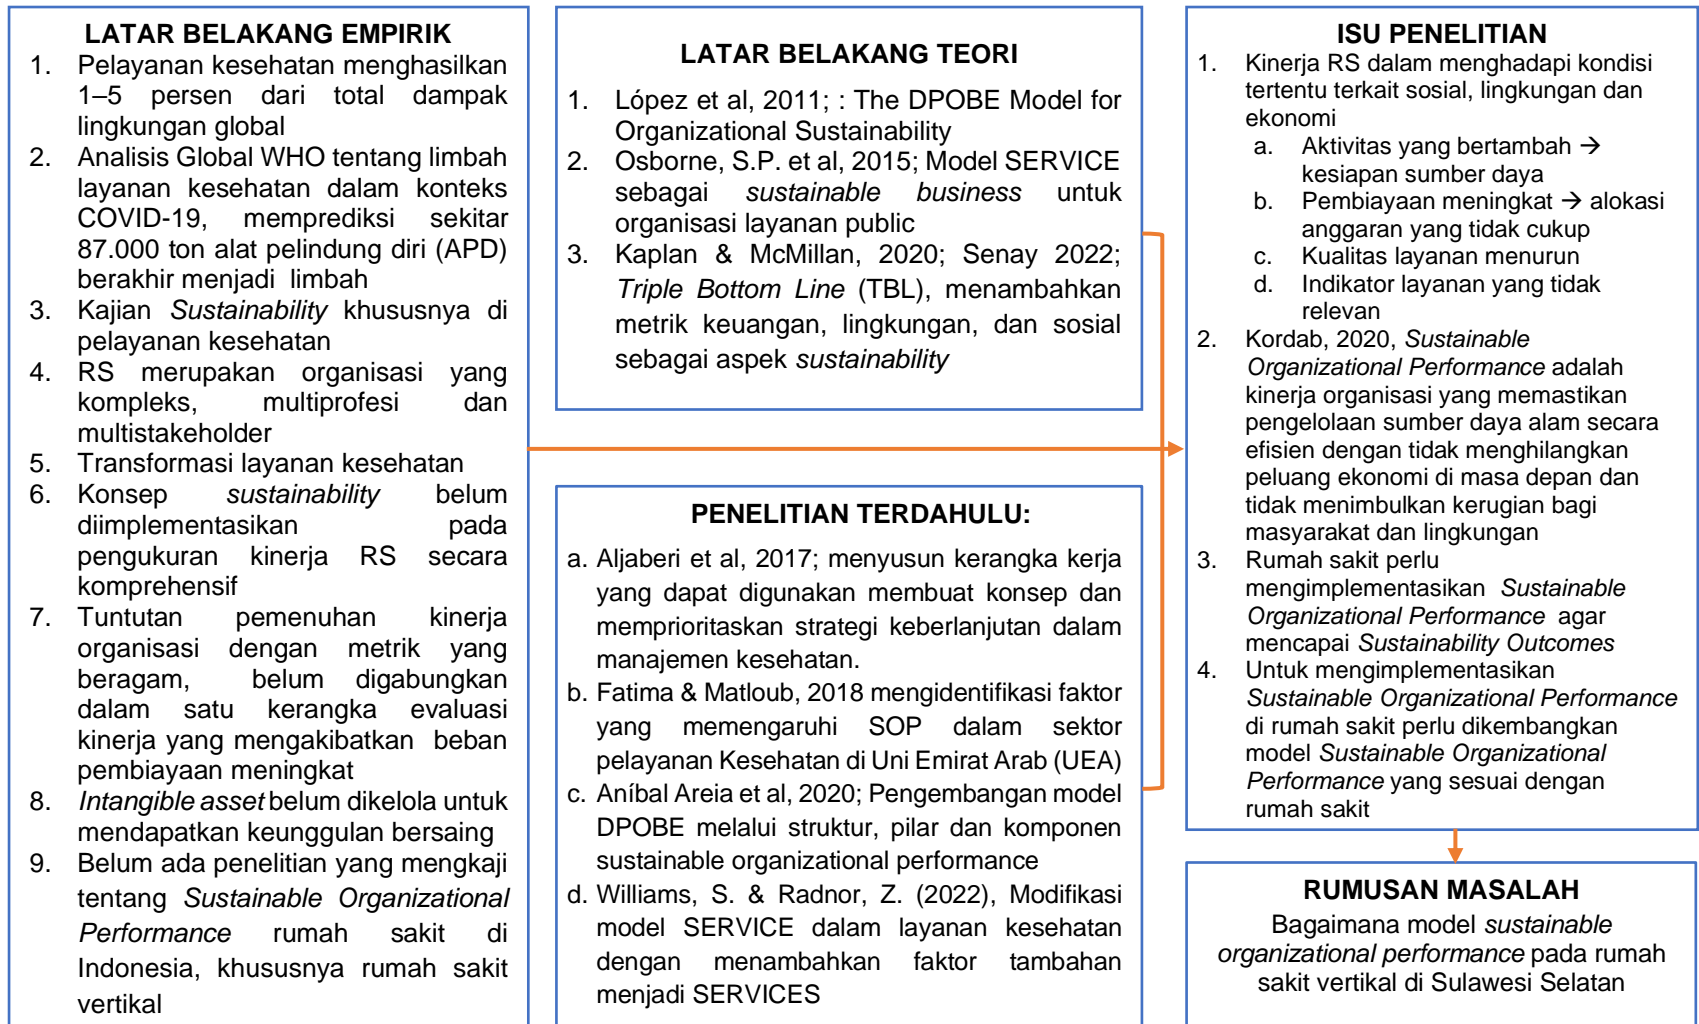 LATAR BELAKANG EMPIRIK
1. Pelayanan kesehatan menghasilkan
1–5 persen dari total dampak
lingkungan global
2. Analisis Global WHO tentang limbah
layanan kesehatan dalam konteks
COVID-19, memprediksi sekitar
87.000 ton alat pelindung diri (APD)
berakhir menjadi limbah
3. Kajian Sustainability khususnya di
pelayanan kesehatan
4. RS merupakan organisasi yang
kompleks, multiprofesi dan
multistakeholder
5. Transformasi layanan kesehatan
6. Konsep sustainability belum
diimplementasikan pada
pengukuran kinerja RS secara
komprehensif
7. Tuntutan pemenuhan kinerja
organisasi dengan metrik yang
beragam, belum digabungkan
dalam satu kerangka evaluasi
kinerja yang mengakibatkan beban
pembiayaan meningkat
8. Intangible asset belum dikelola untuk
mendapatkan keunggulan bersaing
9. Belum ada penelitian yang mengkaji
tentang Sustainable Organizational
Performance rumah sakit di
Indonesia, khususnya rumah sakit
vertikal
LATAR BELAKANG TEORI
1. López et al, 2011; : The DPOBE Model for
Organizational Sustainability
2. Osborne, S.P. et al, 2015; Model SERVICE
sebagai sustainable business untuk
organisasi layanan public
3. Kaplan & McMillan, 2020; Senay 2022;
Triple Bottom Line (TBL), menambahkan
metrik keuangan, lingkungan, dan sosial
sebagai aspek sustainability
PENELITIAN TERDAHULU:
a. Aljaberi et al, 2017; menyusun kerangka kerja
yang dapat digunakan membuat konsep dan
memprioritaskan strategi keberlanjutan dalam
manajemen kesehatan.
b. Fatima & Matloub, 2018 mengidentifikasi faktor
yang memengaruhi SOP dalam sektor
pelayanan Kesehatan di Uni Emirat Arab (UEA)
c. Aníbal Areia et al, 2020; Pengembangan model
DPOBE melalui struktur, pilar dan komponen
sustainable organizational performance
d. Williams, S. & Radnor, Z. (2022), Modifikasi
model SERVICE dalam layanan kesehatan
dengan menambahkan faktor tambahan
menjadi SERVICES
ISU PENELITIAN
1. Kinerja RS dalam menghadapi kondisi
tertentu terkait sosial, lingkungan dan
ekonomi
a. Aktivitas yang bertambah →
kesiapan sumber daya
b. Pembiayaan meningkat → alokasi
anggaran yang tidak cukup
c. Kualitas layanan menurun
d. Indikator layanan yang tidak
relevan
2. Kordab, 2020, Sustainable
Organizational Performance adalah
kinerja organisasi yang memastikan
pengelolaan sumber daya alam secara
efisien dengan tidak menghilangkan
peluang ekonomi di masa depan dan
tidak menimbulkan kerugian bagi
masyarakat dan lingkungan
3. Rumah sakit perlu
mengimplementasikan Sustainable
Organizational Performance agar
mencapai Sustainability Outcomes
4. Untuk mengimplementasikan
Sustainable Organizational Performance
di rumah sakit perlu dikembangkan
model Sustainable Organizational
Performance yang sesuai dengan
rumah sakit
RUMUSAN MASALAH
Bagaimana model sustainable
organizational performance pada rumah
sakit vertikal di Sulawesi Selatan